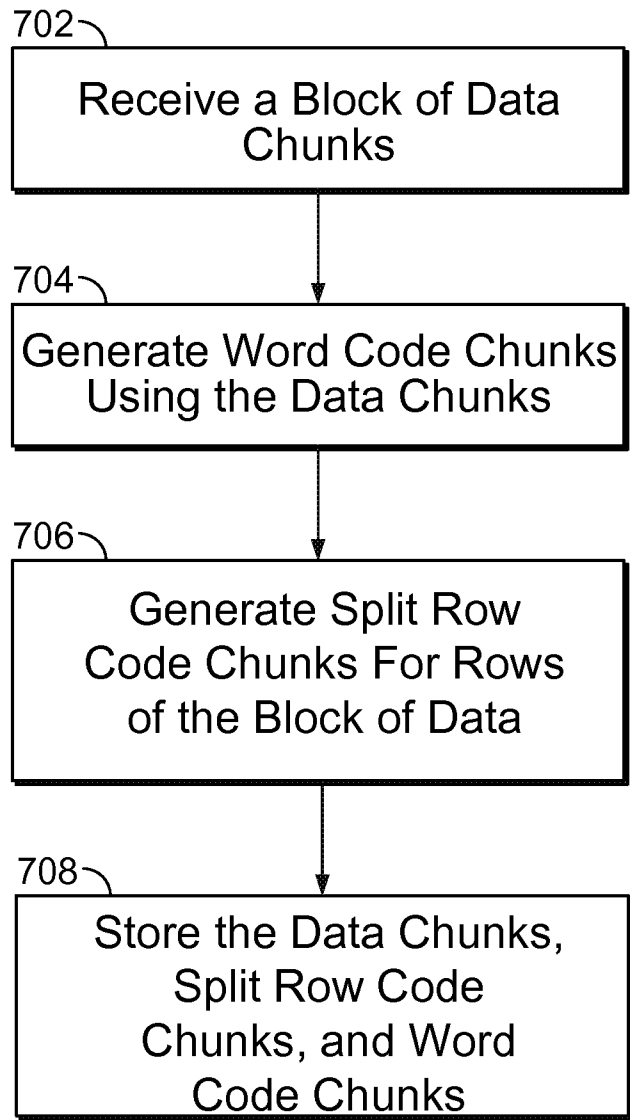 702
Receive a Block of Data
Chunks
704
Generate Word Code Chunks
Using the Data Chunks
706
Generate Split Row
Code Chunks For Rows
of the Block of Data
708
Store the Data Chunks,
Split Row Code
Chunks, and Word
Code Chunks